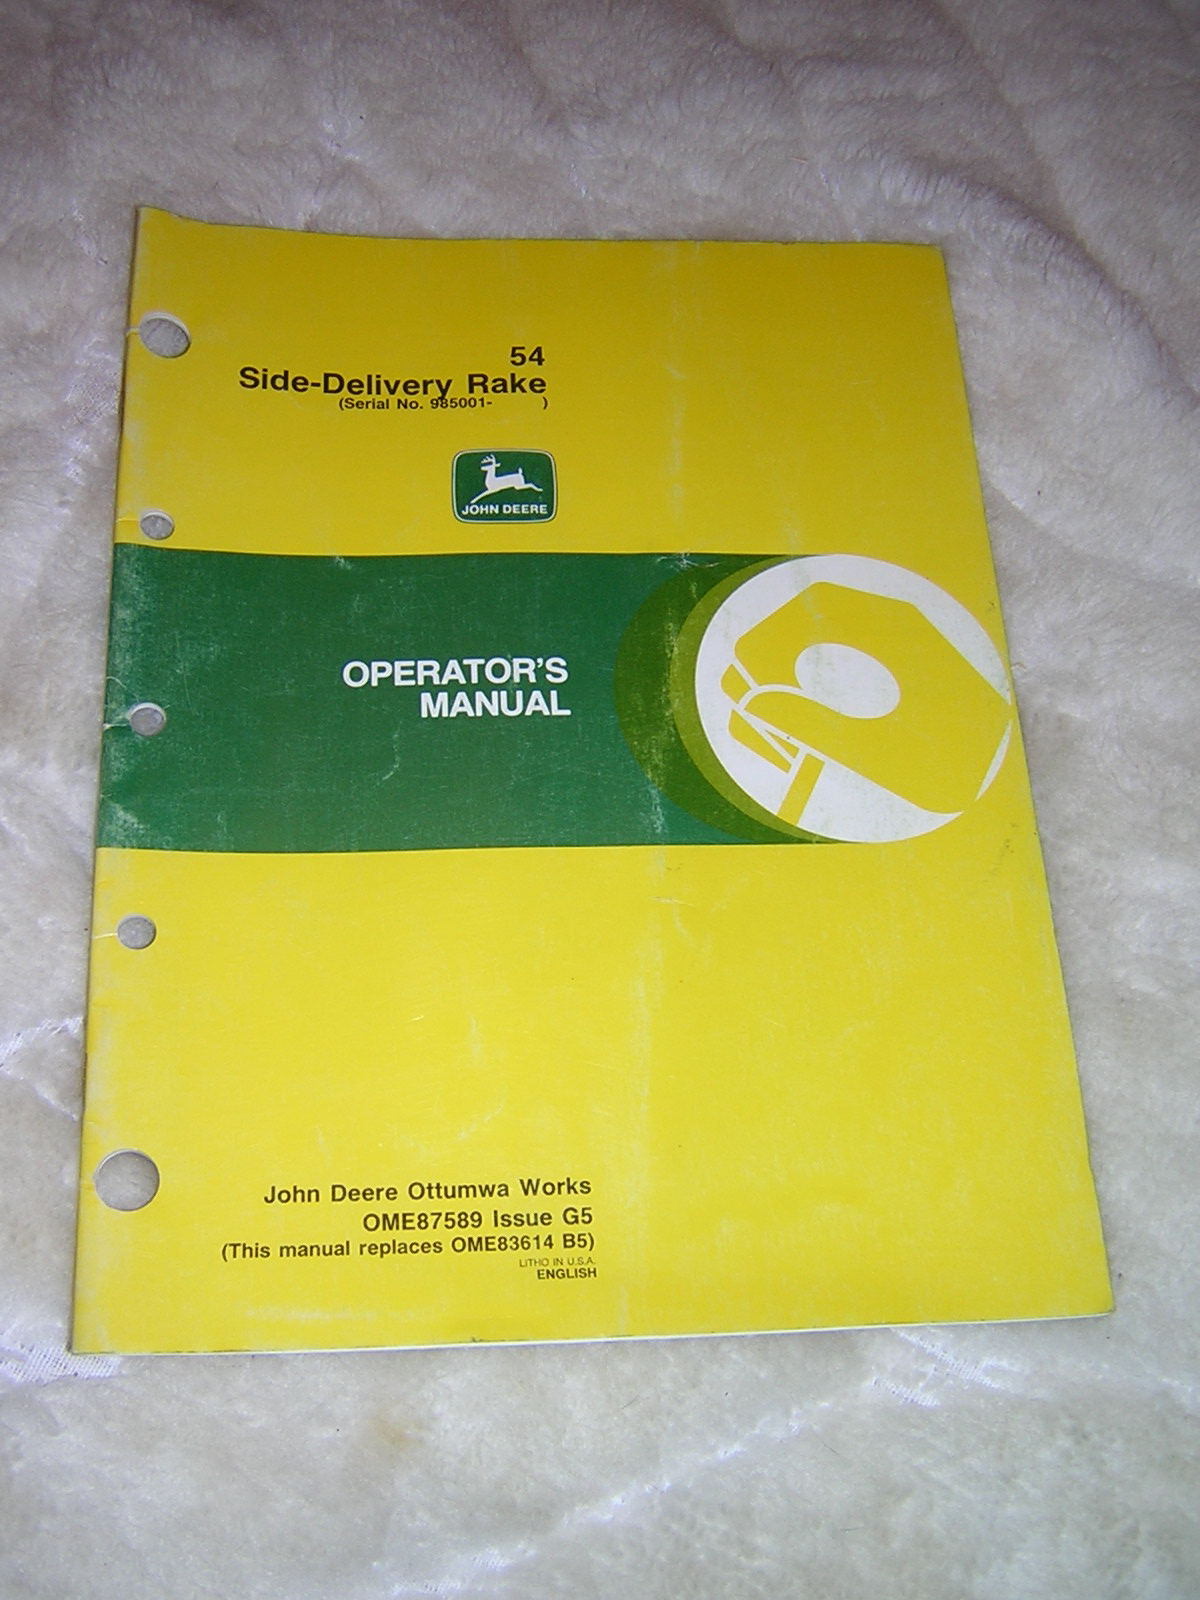 54
Side-Delivery Rake
(Serial No. 985001-      )
JOHN DEERE
OPERATOR'S
MANUAL
John Deere Ottumwa Works
OME87589 Issue G5
(This manual replaces OME83614 B5)
LITHO IN U.S.A.
ENGLISH